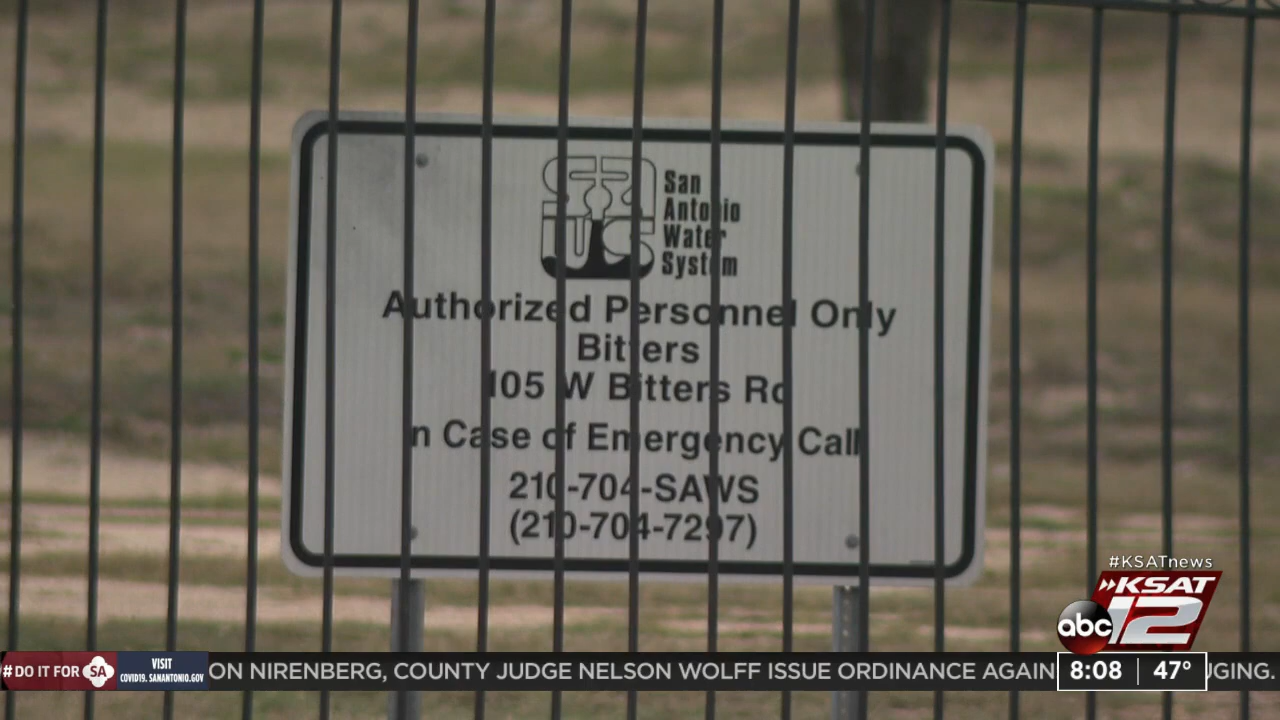 San
Antonio
Water
System
Authorized Personnel Only
Bitters
105 W Bitters Rd
In Case of Emergency Call
210-704-SAWS
(210-704-7297)
#KSATnews
KSAT
abc 12
#DO IT FOR SA
VISIT
COVID19.SANANTONIO.GOV
ON NIRENBERG, COUNTY JUDGE NELSON WOLFF ISSUE ORDINANCE AGAIN
8:08 47°